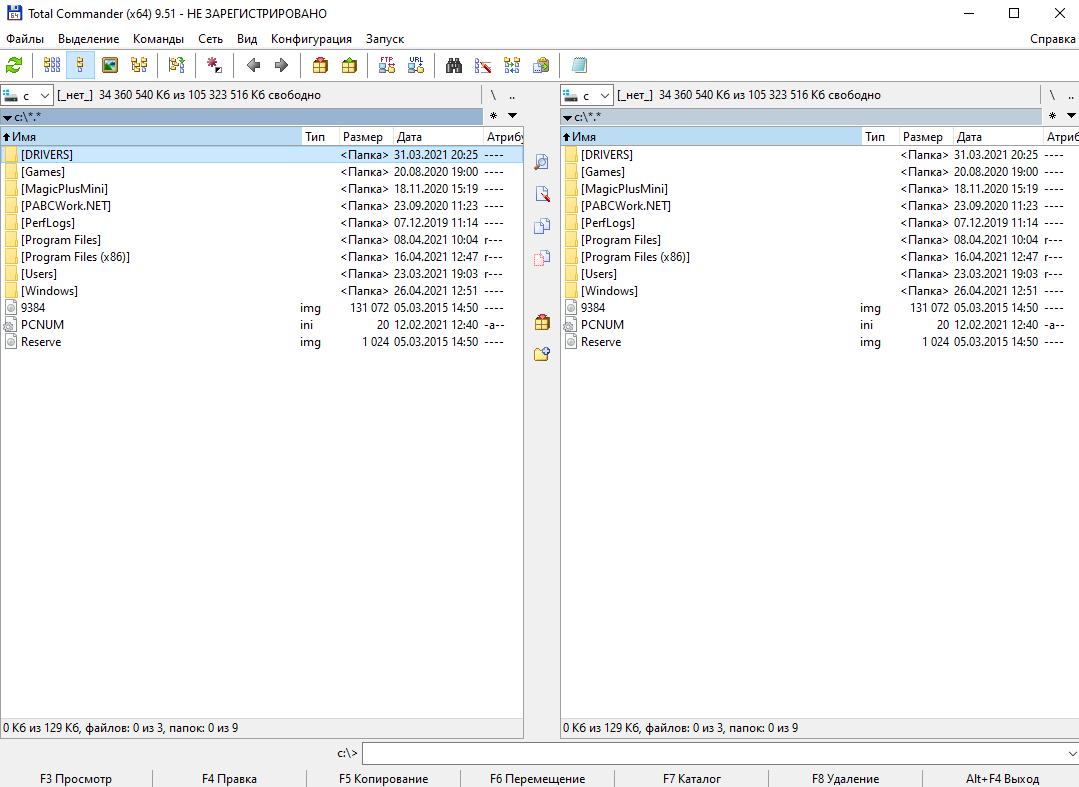 Total Commander (x64) 9.51 - НЕ ЗАРЕГИСТРИРОВАНО
Файлы Выделение Команды Сеть Вид Конфигурация Запуск Справка
FTP URL
c [_нет_] 34 360 540 Кб из 105 323 516 Кб свободно \ ..
c [_нет_] 34 360 540 Кб из 105 323 516 Кб свободно \ ..
c:\*.* *
c:\*.* *
Имя Тип Размер Дата Атрибу
[DRIVERS] <Папка> 31.03.2021 20:25 ----
[Games] <Папка> 20.08.2020 19:00 ----
[MagicPlusMini] <Папка> 18.11.2020 15:19 ----
[PABCWork.NET] <Папка> 23.09.2020 11:23 ----
[PerfLogs] <Папка> 07.12.2019 11:14 ----
[Program Files] <Папка> 08.04.2021 10:04 r---
[Program Files (x86)] <Папка> 16.04.2021 12:47 r---
[Users] <Папка> 23.03.2021 19:03 r---
[Windows] <Папка> 26.04.2021 12:51 ----
9384 img 131 072 05.03.2015 14:50 ----
PCNUM ini 20 12.02.2021 12:40 -a--
Reserve img 1 024 05.03.2015 14:50 ----
0 Кб из 129 Кб, файлов: 0 из 3, папок: 0 из 9
Имя Тип Размер Дата Атриб
[DRIVERS] <Папка> 31.03.2021 20:25 ----
[Games] <Папка> 20.08.2020 19:00 ----
[MagicPlusMini] <Папка> 18.11.2020 15:19 ----
[PABCWork.NET] <Папка> 23.09.2020 11:23 ----
[PerfLogs] <Папка> 07.12.2019 11:14 ----
[Program Files] <Папка> 08.04.2021 10:04 r---
[Program Files (x86)] <Папка> 16.04.2021 12:47 r---
[Users] <Папка> 23.03.2021 19:03 r---
[Windows] <Папка> 26.04.2021 12:51 ----
9384 img 131 072 05.03.2015 14:50 ----
PCNUM ini 20 12.02.2021 12:40 -a--
Reserve img 1 024 05.03.2015 14:50 ----
0 Кб из 129 Кб, файлов: 0 из 3, папок: 0 из 9
c:\>
F3 Просмотр F4 Правка F5 Копирование F6 Перемещение F7 Каталог F8 Удаление Alt+F4 Выход